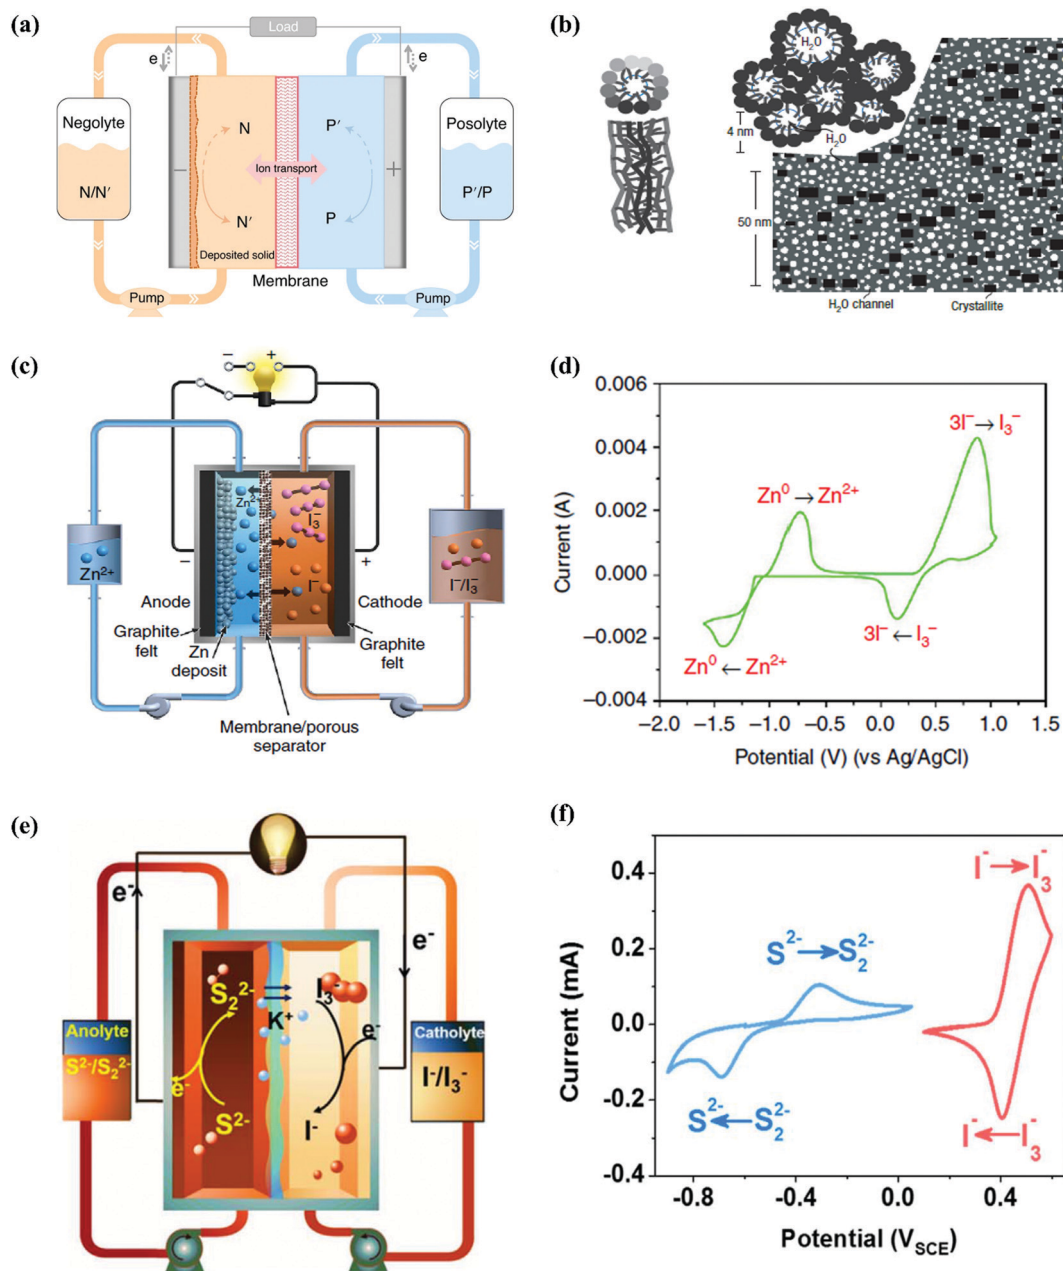 (a)
Load
e
e
Negolyte
N/N′
N
N′
Ion transport
P′
P
Posolyte
P′/P
−
+
Deposited solid
Membrane
Pump
Pump
(b)
H₂O
4 nm
H₂O
50 nm
H₂O channel
Crystallite
(c)
−
+
Zn²⁺
Zn²⁺
I₃⁻
I⁻
I⁻/I₃⁻
−
+
Anode
Cathode
Graphite
felt
Zn
deposit
Graphite
felt
Membrane/porous
separator
(d)
0.006
0.004
0.002
0.000
−0.002
−0.004
Current (A)
3I⁻ → I₃⁻
Zn⁰ → Zn²⁺
3I⁻ ← I₃⁻
Zn⁰ ← Zn²⁺
−2.0 −1.5 −1.0 −0.5 0.0 0.5 1.0 1.5
Potential (V) (vs Ag/AgCl)
(e)
e⁻
e⁻
Anolyte
S²⁻/S₂²⁻
S₂²⁻
K⁺
I₃⁻
e⁻
e⁻
S²⁻
I⁻
Catholyte
I⁻/I₃⁻
(f)
0.4
0.2
0.0
-0.2
-0.4
Current (mA)
I⁻→I₃⁻
S²⁻→S₂²⁻
S²⁻←S₂²⁻
I⁻←I₃⁻
-0.8 -0.4 0.0 0.4
Potential (V_SCE)